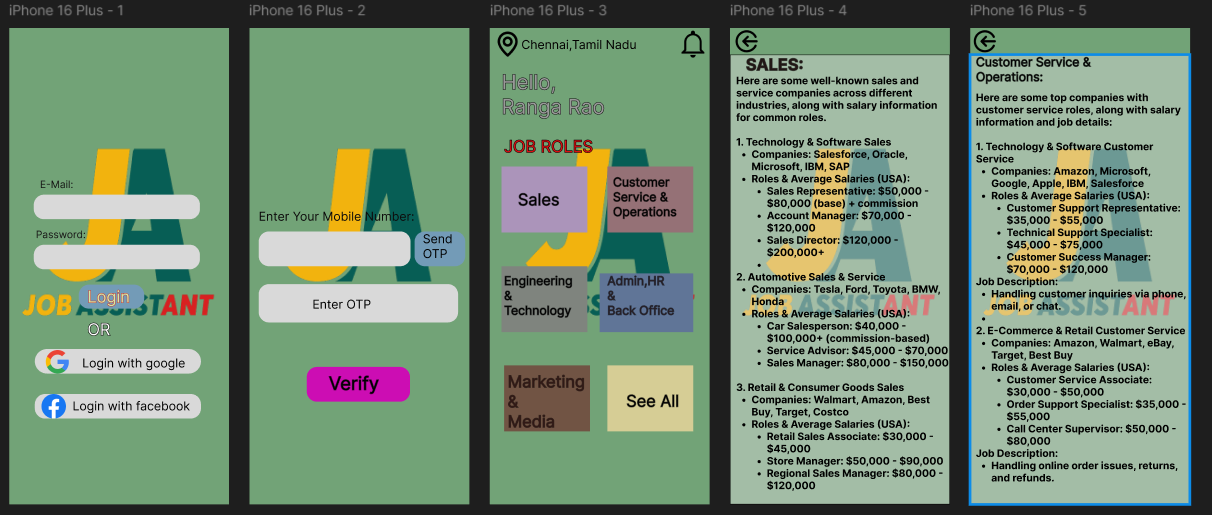 iPhone 16 Plus - 1
E-Mail:
Password:
JOB ASSISTANT
Login
OR
Login with google
Login with facebook
iPhone 16 Plus - 2
Enter Your Mobile Number:
Send
OTP
Enter OTP
Verify
iPhone 16 Plus - 3
Chennai,Tamil Nadu
Hello,
Ranga Rao
JOB ROLES
Sales
Customer
Service &
Operations
Engineering
&
Technology
Admin,HR
&
Back Office
Marketing
&
Media
See All
iPhone 16 Plus - 4
SALES:
Here are some well-known sales and
service companies across different
industries, along with salary information
for common roles.
1. Technology & Software Sales
• Companies: Salesforce, Oracle,
Microsoft, IBM, SAP
• Roles & Average Salaries (USA):
• Sales Representative: $50,000 -
$80,000 (base) + commission
• Account Manager: $70,000 -
$120,000
• Sales Director: $120,000 -
$200,000+
•
2. Automotive Sales & Service
• Companies: Tesla, Ford, Toyota, BMW,
Honda
• Roles & Average Salaries (USA):
• Car Salesperson: $40,000 -
$100,000+ (commission-based)
• Service Advisor: $45,000 - $70,000
• Sales Manager: $80,000 - $150,000
3. Retail & Consumer Goods Sales
• Companies: Walmart, Amazon, Best
Buy, Target, Costco
• Roles & Average Salaries (USA):
• Retail Sales Associate: $30,000 -
$45,000
• Store Manager: $50,000 - $90,000
• Regional Sales Manager: $80,000 -
$120,000
JOB ASSISTANT
iPhone 16 Plus - 5
Customer Service &
Operations:
Here are some top companies with
customer service roles, along with salary
information and job details:
1. Technology & Software Customer
Service
• Companies: Amazon, Microsoft,
Google, Apple, IBM, Salesforce
• Roles & Average Salaries (USA):
• Customer Support Representative:
$35,000 - $55,000
• Technical Support Specialist:
$45,000 - $75,000
• Customer Success Manager:
$70,000 - $120,000
Job Description:
• Handling customer inquiries via phone,
email, or chat.
•
2. E-Commerce & Retail Customer Service
• Companies: Amazon, Walmart, eBay,
Target, Best Buy
• Roles & Average Salaries (USA):
• Customer Service Associate:
$30,000 - $50,000
• Order Support Specialist: $35,000 -
$55,000
• Call Center Supervisor: $50,000 -
$80,000
Job Description:
• Handling online order issues, returns,
and refunds.
JOB ASSISTANT